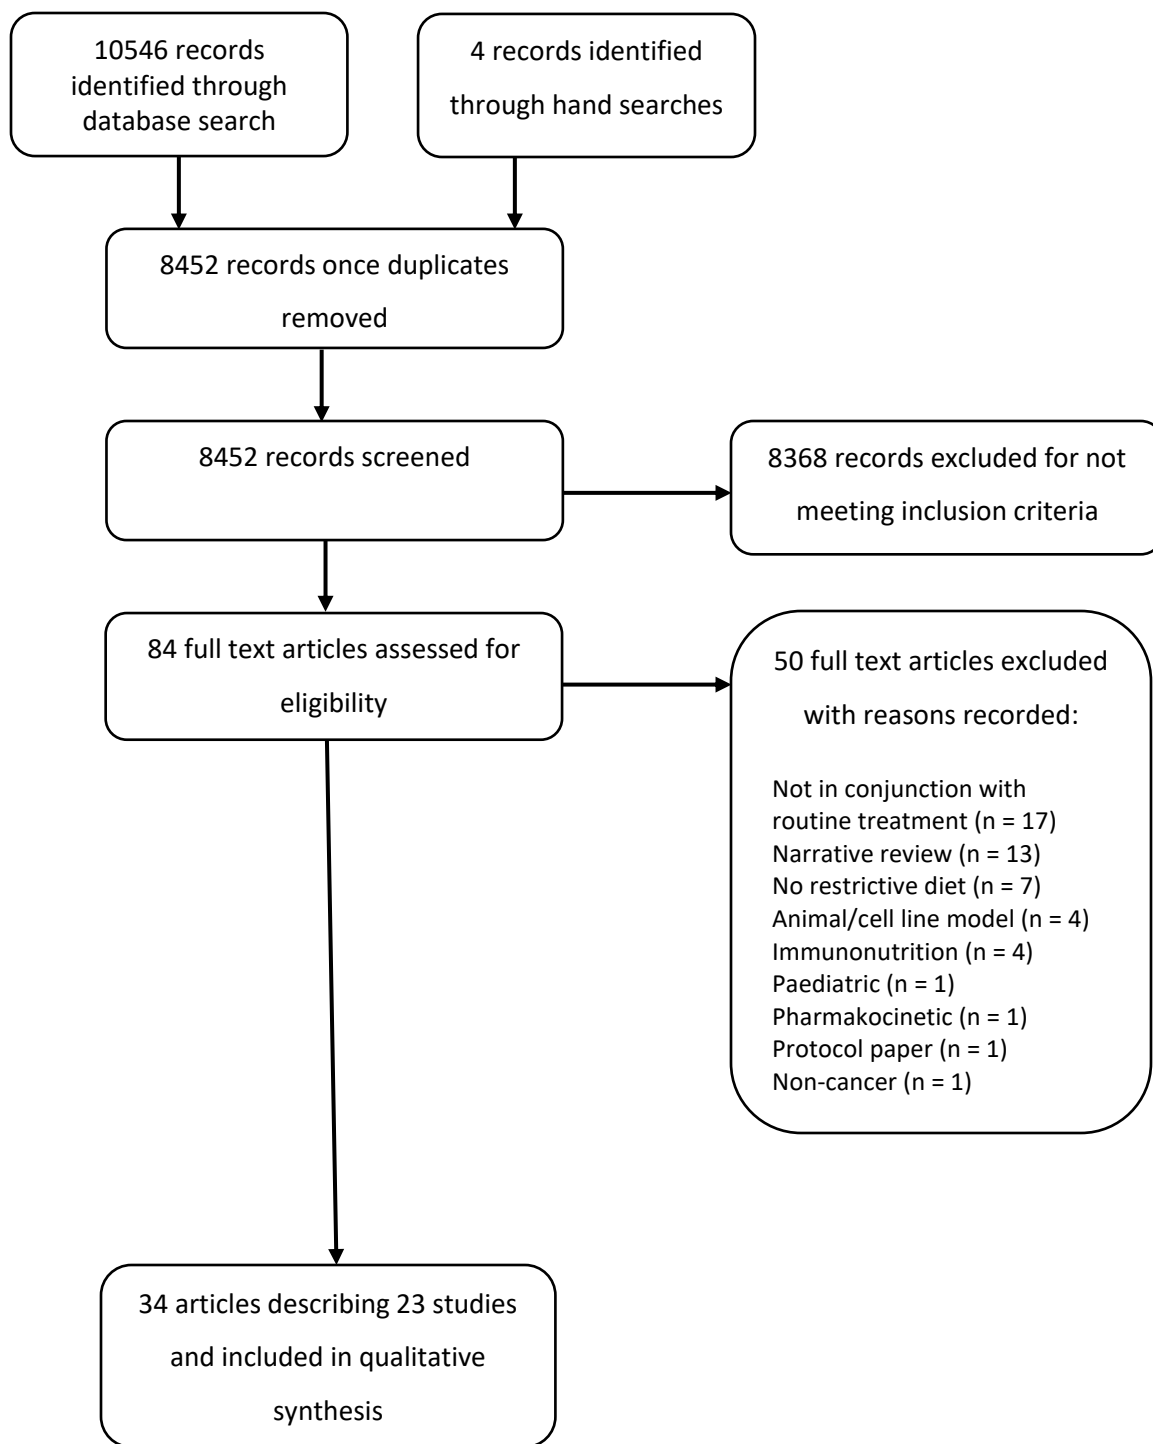 10546 records
identified through
database search
4 records identified
through hand searches
8452 records once duplicates
removed
8452 records screened
8368 records excluded for not
meeting inclusion criteria
84 full text articles assessed for
eligibility
50 full text articles excluded
with reasons recorded:
Not in conjunction with
routine treatment (n = 17)
Narrative review (n = 13)
No restrictive diet (n = 7)
Animal/cell line model (n = 4)
Immunonutrition (n = 4)
Paediatric (n = 1)
Pharmakocinetic (n = 1)
Protocol paper (n = 1)
Non-cancer (n = 1)
34 articles describing 23 studies
and included in qualitative
synthesis